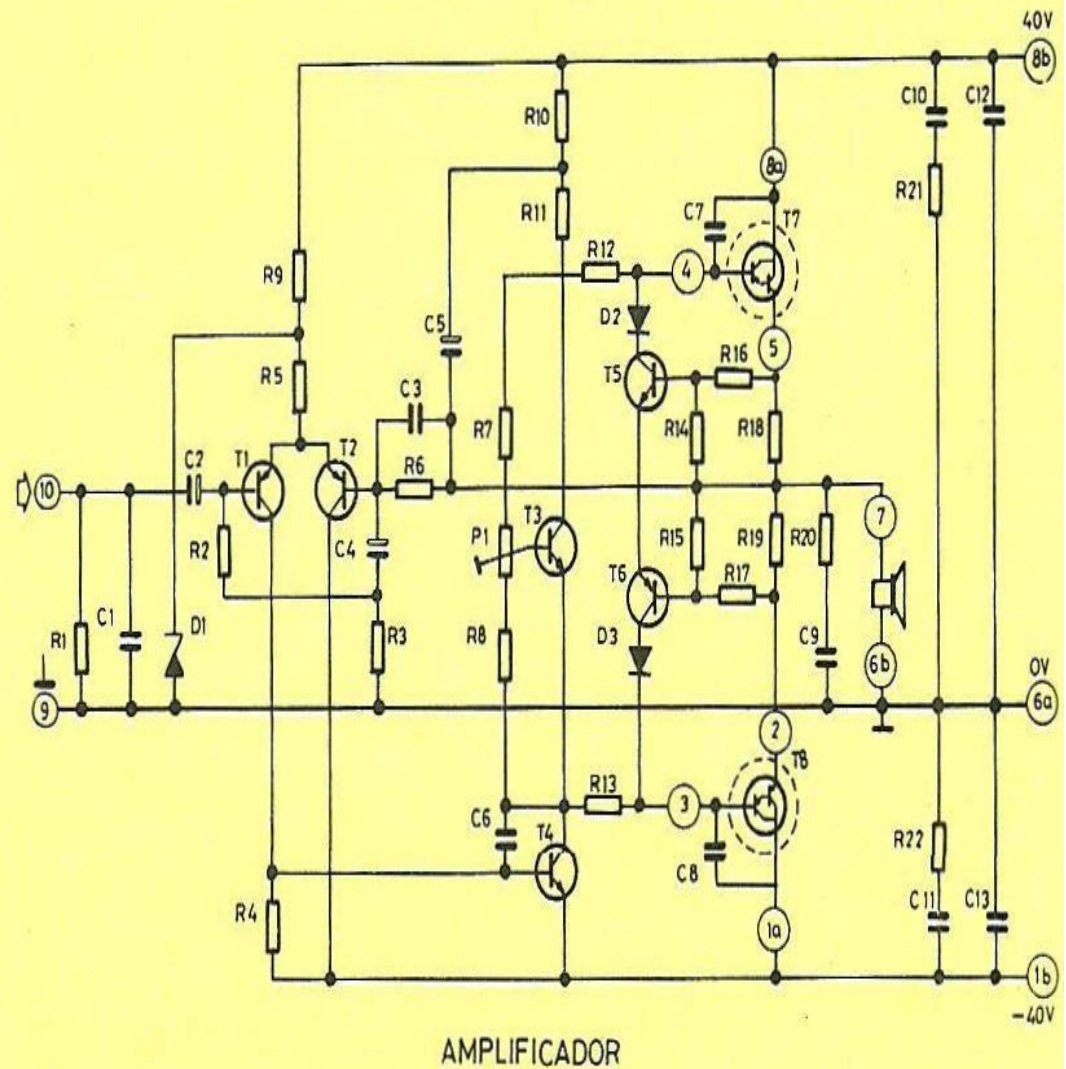 40V
8b
C10
C12
R10
8a
R21
R11
C7
T7
R12
4
R9
D2
C5
5
R16
T5
R5
C3
R7
R14
R18
C2
T1
T2
R6
10
7
P1
T3
R15
R19
R20
R2
C4
T6
R17
R1
C1
D1
R3
R8
D3
C9
6b
0V
9
6a
2
T8
R13
3
C6
T4
R22
C8
R4
C11
C13
1a
1b
-40V
AMPLIFICADOR